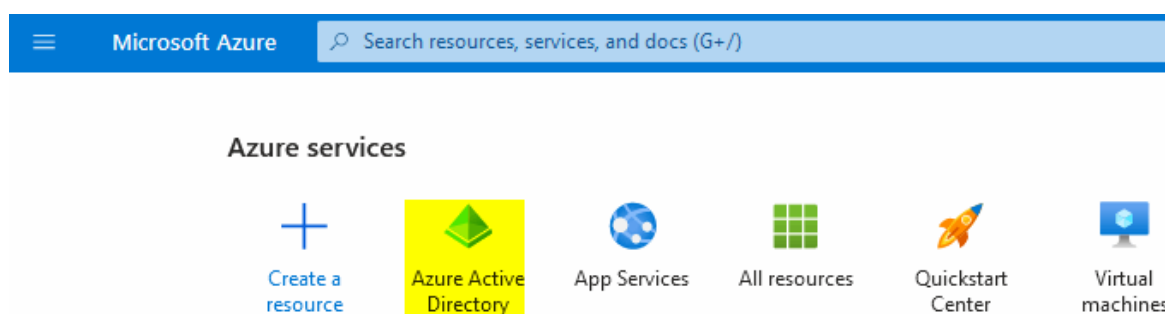 Microsoft Azure
Search resources, services, and docs (G+/)
Azure services
Create a resource
Azure Active Directory
App Services
All resources
Quickstart Center
Virtual machines